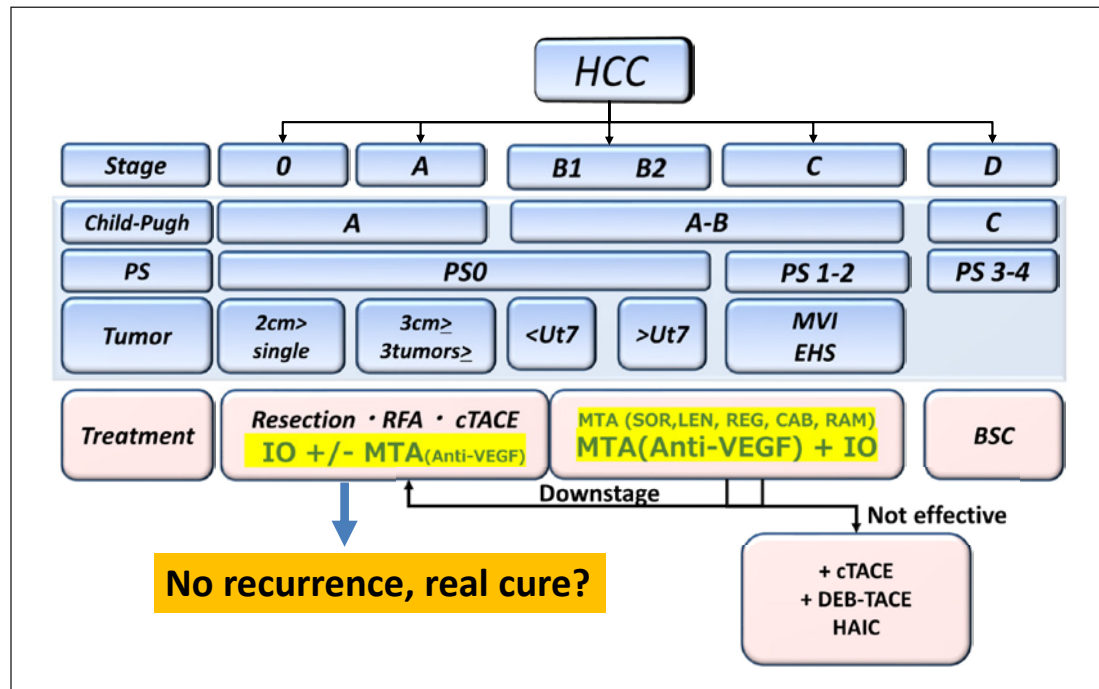 HCC
Stage
0
A
B1 B2
C
D
Child-Pugh
A
A-B
C
PS
PS0
PS 1-2
PS 3-4
Tumor
2cm>
single
3cm≥
3tumors≥
<Ut7
>Ut7
MVI
EHS
Treatment
Resection・RFA・cTACE
IO +/- MTA(Anti-VEGF)
MTA (SOR,LEN, REG, CAB, RAM)
MTA(Anti-VEGF) + IO
BSC
Downstage
Not effective
No recurrence, real cure?
+ cTACE
+ DEB-TACE
HAIC